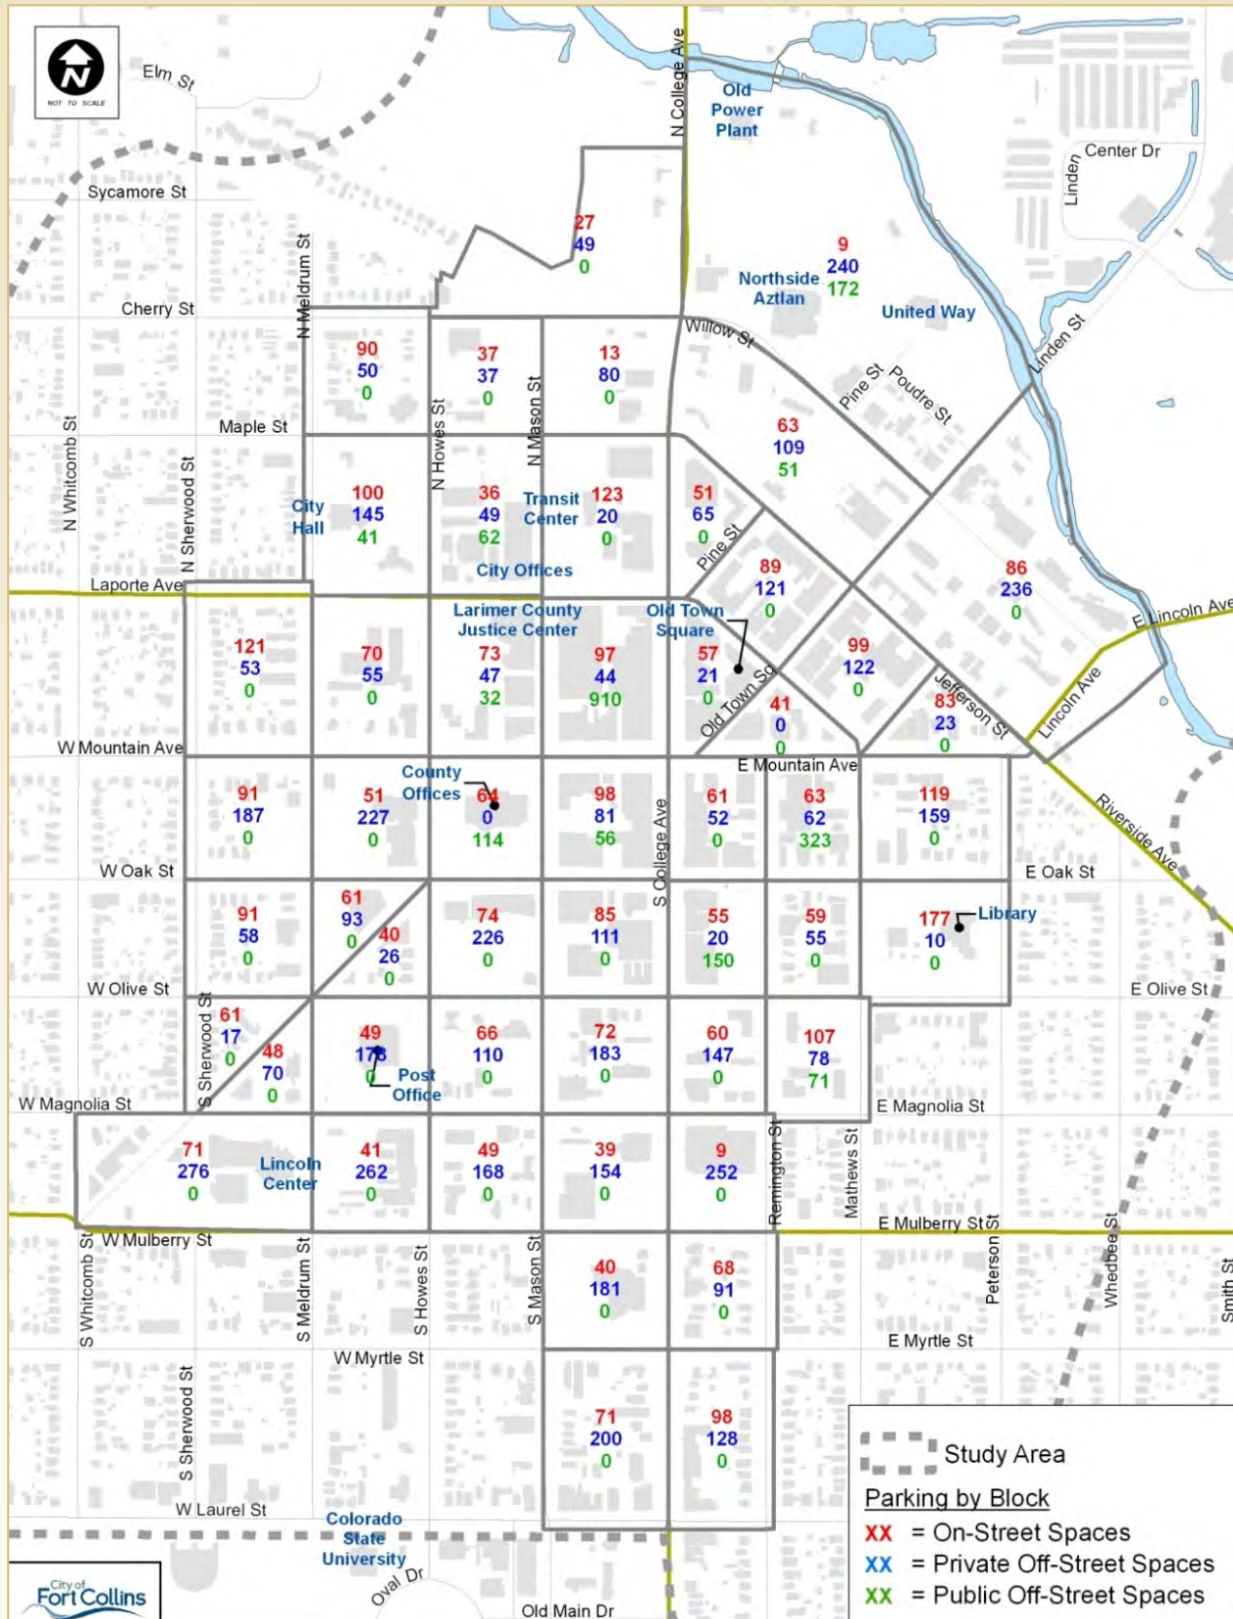 N
NOT TO SCALE
Elm St
N College Ave
Old
Power
Plant
Center Dr
Linden
Sycamore St
27
49
0
9
240
172
Northside
Aztlan
United Way
N Meldrum St
Cherry St
Willow St
Linden St
90
50
0
37
37
0
13
80
0
Pine St
Poudre St
N Whitcomb St
Maple St
N Howes St
N Mason St
63
109
51
N Sherwood St
City
Hall
100
145
41
36
49
62
Transit
Center
123
20
0
51
65
0
Pine St
City Offices
89
121
0
86
236
0
Laporte Ave
Larimer County
Justice Center
Old Town
Square
E Lincoln Ave
121
53
0
70
55
0
73
47
32
97
44
910
57
21
0
99
122
0
Old Town Sq
41
0
0
83
23
0
Jefferson St
Lincoln Ave
W Mountain Ave
E Mountain Ave
County
Offices
91
187
0
51
227
0
64
0
114
98
81
56
S College Ave
61
52
0
63
62
323
119
159
0
Riverside Ave
W Oak St
E Oak St
91
58
0
61
93
0
40
26
0
74
226
0
85
111
0
55
20
150
59
55
0
177
10
0
Library
W Olive St
E Olive St
S Sherwood St
61
17
0
48
70
0
49
0
Post
Office
66
110
0
72
183
0
60
147
0
107
78
71
W Magnolia St
E Magnolia St
71
276
0
Lincoln
Center
41
262
0
49
168
0
39
154
0
9
252
0
Remington St
Mathews St
W Mulberry St
E Mulberry St
S Whitcomb St
S Meldrum St
S Howes St
S Mason St
40
181
0
68
91
0
Peterson St
Whedbee St
Smith St
W Myrtle St
E Myrtle St
S Sherwood St
71
200
0
98
128
0
W Laurel St
Colorado
State
University
Oval Dr
Old Main Dr
Study Area
Parking by Block
XX = On-Street Spaces
XX = Private Off-Street Spaces
XX = Public Off-Street Spaces
City of
Fort Collins